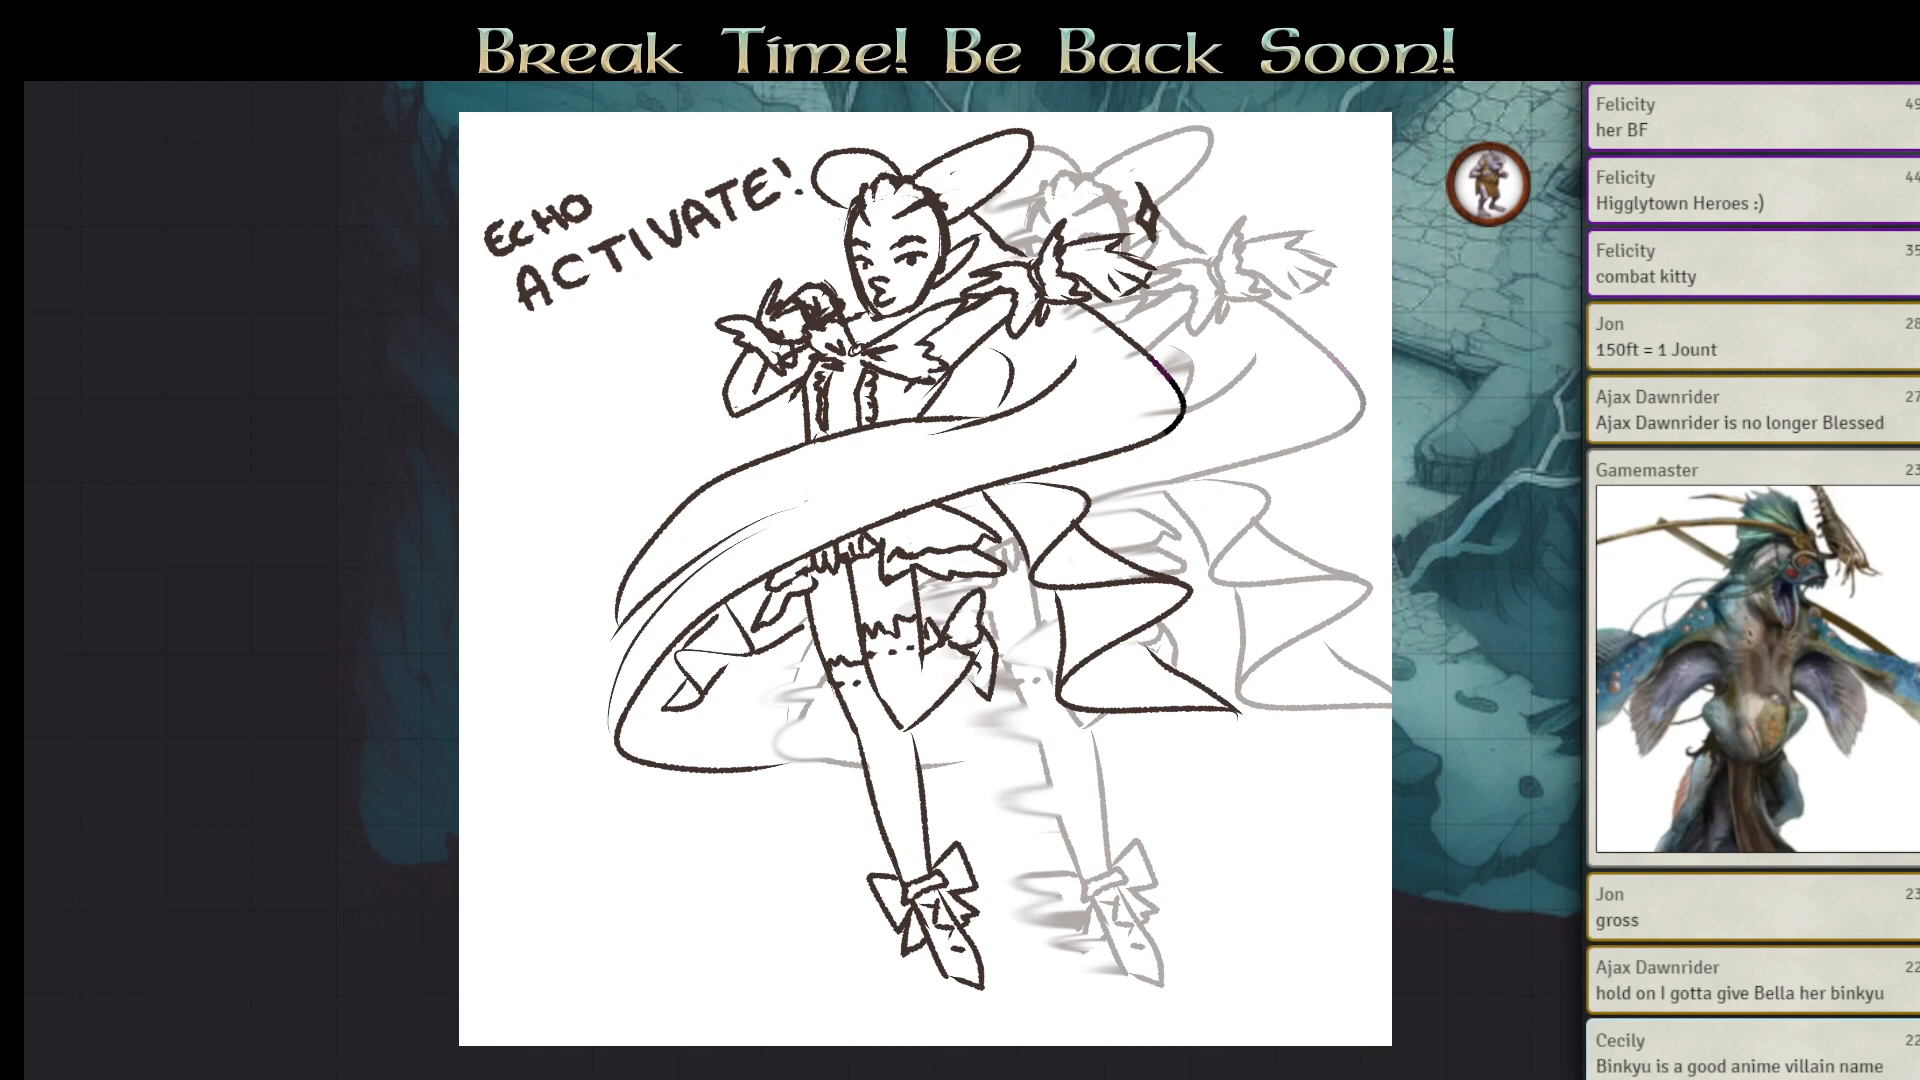 Break Time! Be Back Soon!
ECHO
ACTIVATE!
Felicity
her BF
Felicity
Higglytown Heroes :)
Felicity
combat kitty
Jon
150ft = 1 Jount
Ajax Dawnrider
Ajax Dawnrider is no longer Blessed
Gamemaster
Jon
gross
Ajax Dawnrider
hold on I gotta give Bella her binkyu
Cecily
Binkyu is a good anime villain name